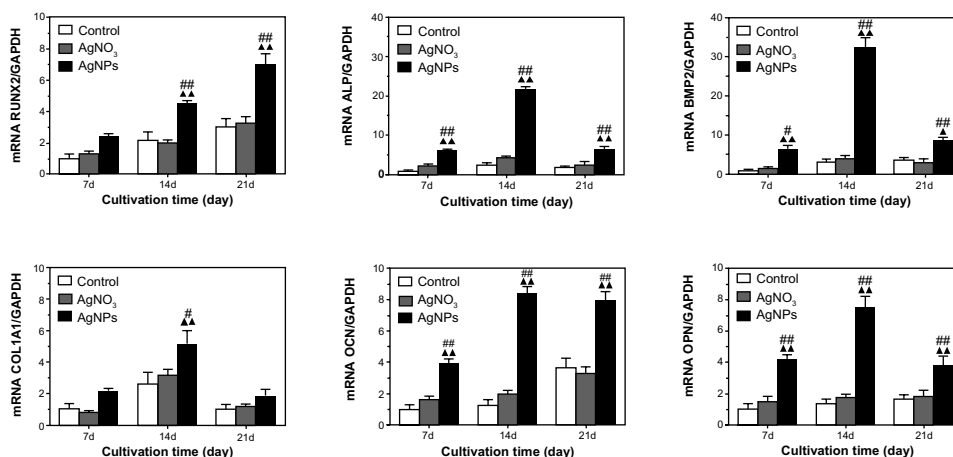 mRNA RUNX2/GAPDH
10
8
6
4
2
0
Control
AgNO₃
AgNPs
##
▲▲
##
▲▲
7d 14d 21d
Cultivation time (day)
mRNA ALP/GAPDH
40
30
20
10
0
Control
AgNO₃
AgNPs
##
▲▲
##
▲▲
##
▲▲
7d 14d 21d
Cultivation time (day)
mRNA BMP2/GAPDH
40
30
20
10
0
Control
AgNO₃
AgNPs
#
▲▲
##
▲▲
##
▲
7d 14d 21d
Cultivation time (day)
mRNA COL1A1/GAPDH
10
8
6
4
2
0
Control
AgNO₃
AgNPs
#
▲▲
7d 14d 21d
Cultivation time (day)
mRNA OCN/GAPDH
10
8
6
4
2
0
Control
AgNO₃
AgNPs
##
▲▲
##
▲▲
##
▲▲
7d 14d 21d
Cultivation time (day)
mRNA OPN/GAPDH
10
8
6
4
2
0
Control
AgNO₃
AgNPs
##
▲▲
##
▲▲
##
▲▲
7d 14d 21d
Cultivation time (day)